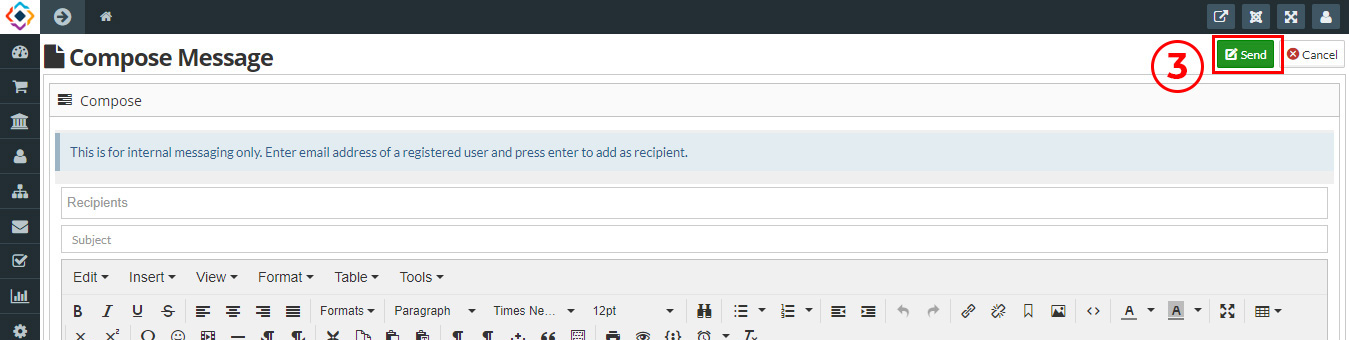 Compose Message
3
Send
Cancel
Compose
This is for internal messaging only. Enter email address of a registered user and press enter to add as recipient.
Recipients
Subject
Edit Insert View Format Table Tools
B I U S Formats Paragraph Times Ne... 12pt A A